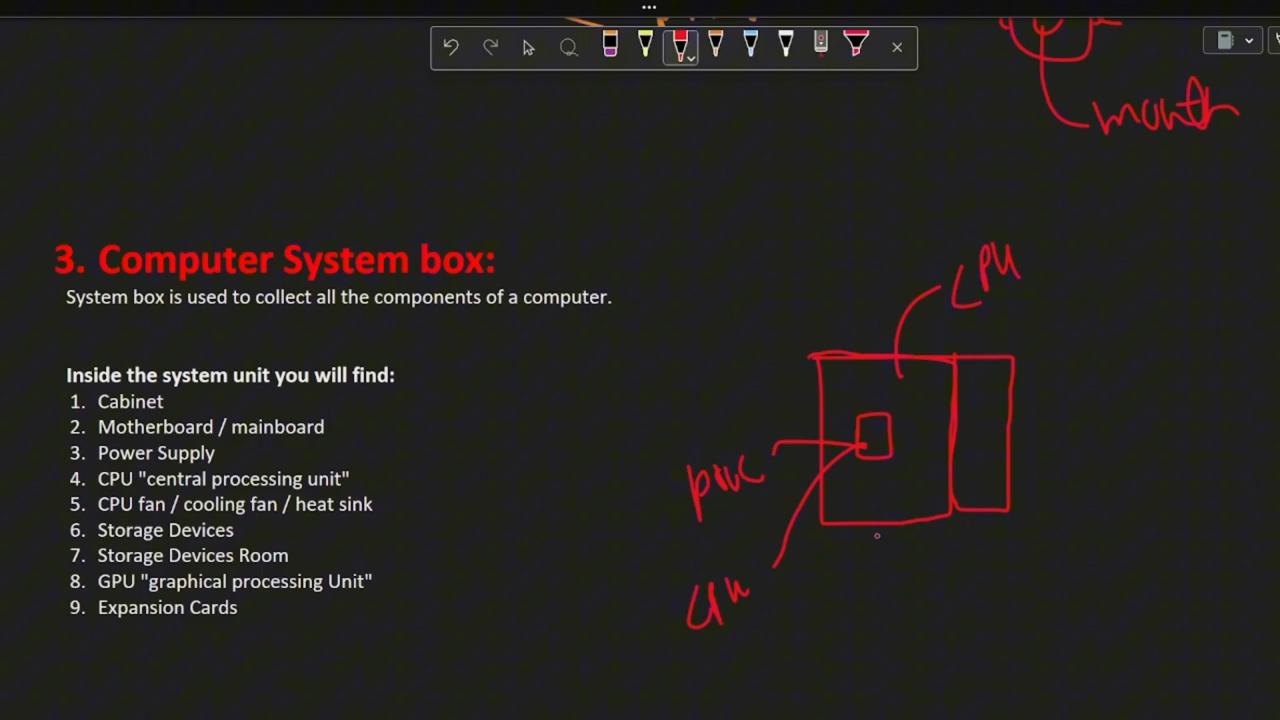 month
3. Computer System box:
System box is used to collect all the components of a computer.
CPU
Inside the system unit you will find:
1. Cabinet
2. Motherboard / mainboard
3. Power Supply
4. CPU "central processing unit"
5. CPU fan / cooling fan / heat sink
6. Storage Devices
7. Storage Devices Room
8. GPU "graphical processing Unit"
9. Expansion Cards